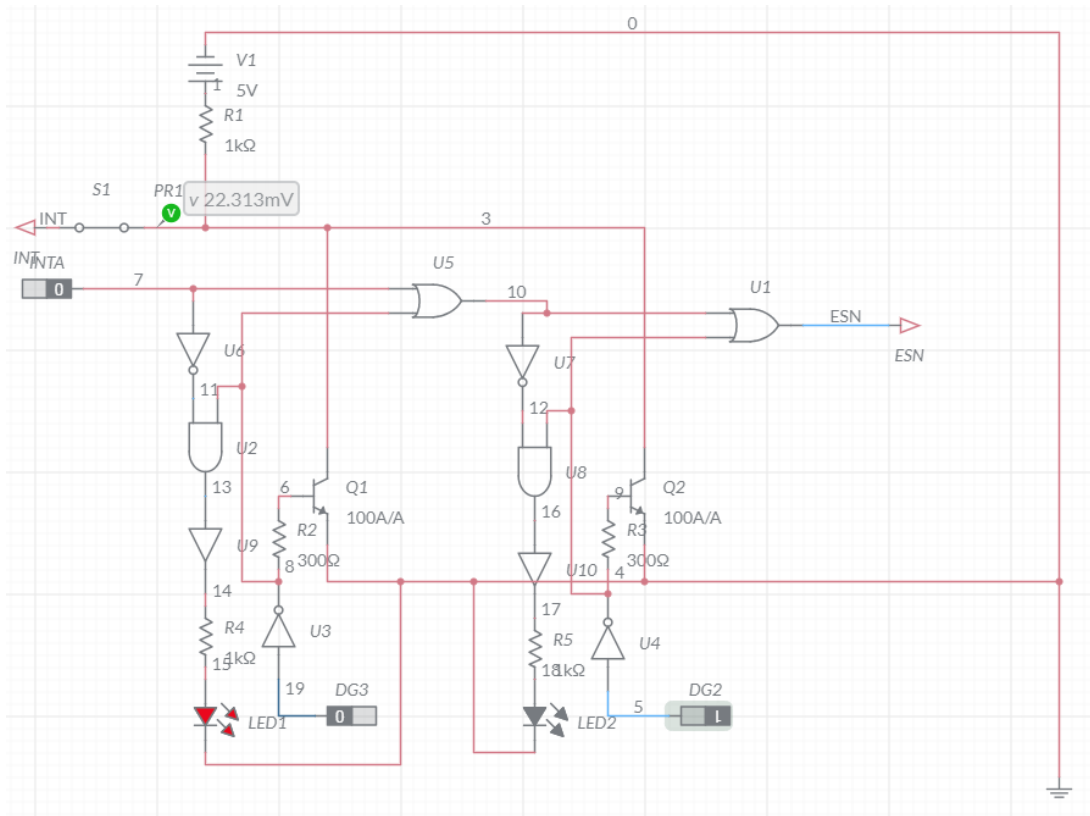 0
V1
1
5V
R1
1kΩ
S1
PR1
v 22.313mV
V
INT
3
INT
INTA
0
7
U5
10
U1
ESN
ESN
U6
U7
11
12
U2
U8
13
6
Q1
100A/A
9
Q2
100A/A
16
R2
300Ω
R3
300Ω
U9
8
U10
4
14
17
R4
1kΩ
15
U3
R5
1kΩ
18
U4
19
DG3
0
5
DG2
1
LED1
LED2